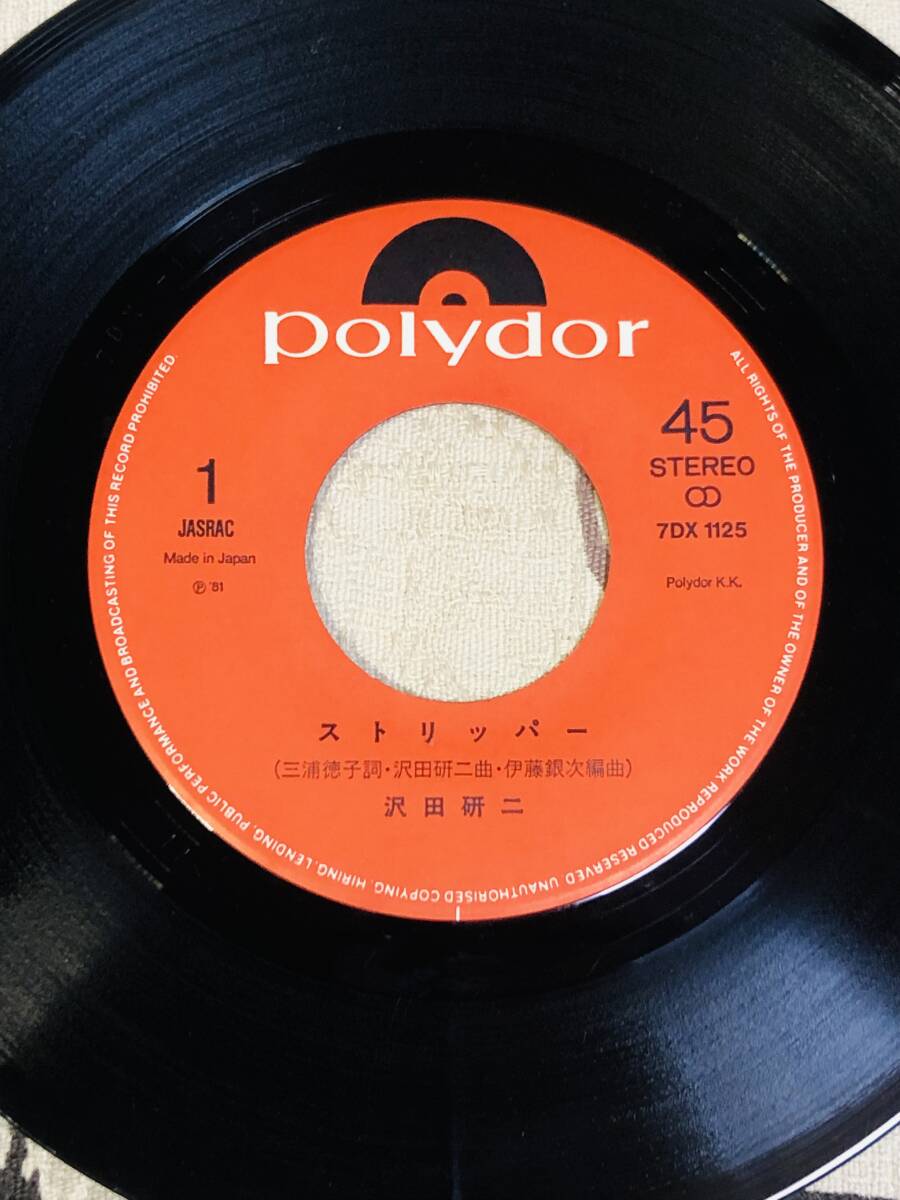 polydor
45
STEREO
7DX 1125
Polydor K.K.
1
JASRAC
Made in Japan
Ⓟ '81
ストリッパー
(三浦徳子詞・沢田研二曲・伊藤銀次編曲)
沢田研二
ALL RIGHTS OF THE PRODUCER AND OF THE OWNER OF THE WORK REPRODUCED RESERVED. UNAUTHORISED COPYING, HIRING, LENDING, PUBLIC PERFORMANCE AND BROADCASTING OF THIS RECORD PROHIBITED.